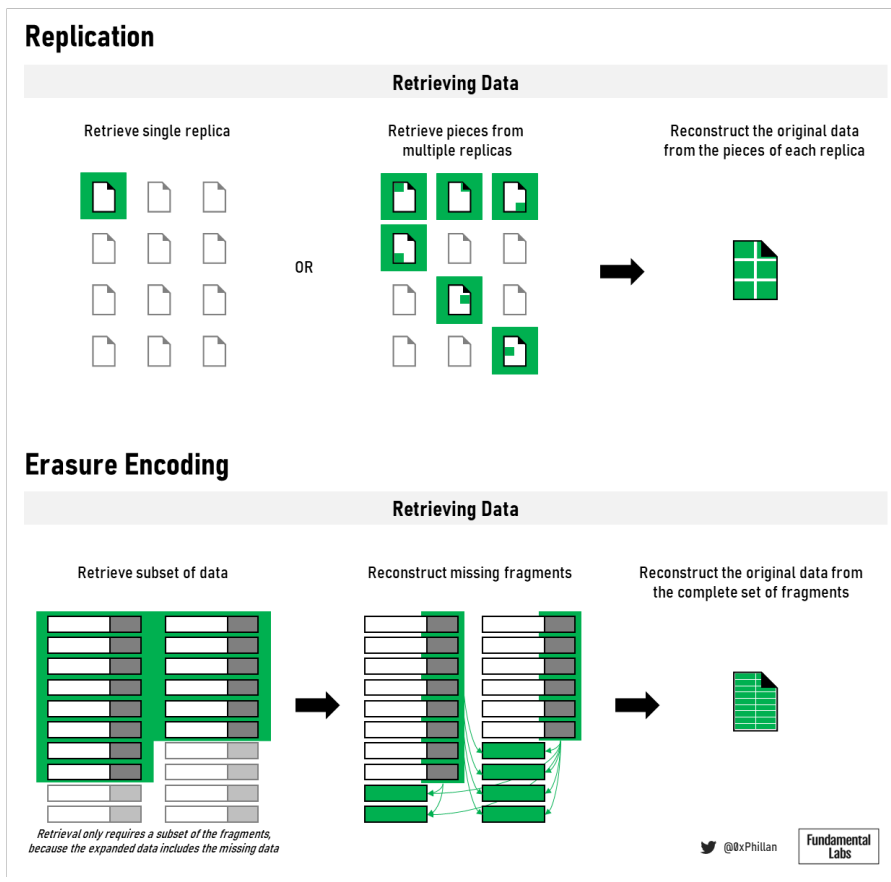 Replication
Retrieving Data
Retrieve single replica
Retrieve pieces from
multiple replicas
Reconstruct the original data
from the pieces of each replica
OR
Erasure Encoding
Retrieving Data
Retrieve subset of data
Reconstruct missing fragments
Reconstruct the original data from
the complete set of fragments
Retrieval only requires a subset of the fragments,
because the expanded data includes the missing data
@0xPhillan
Fundamental
Labs